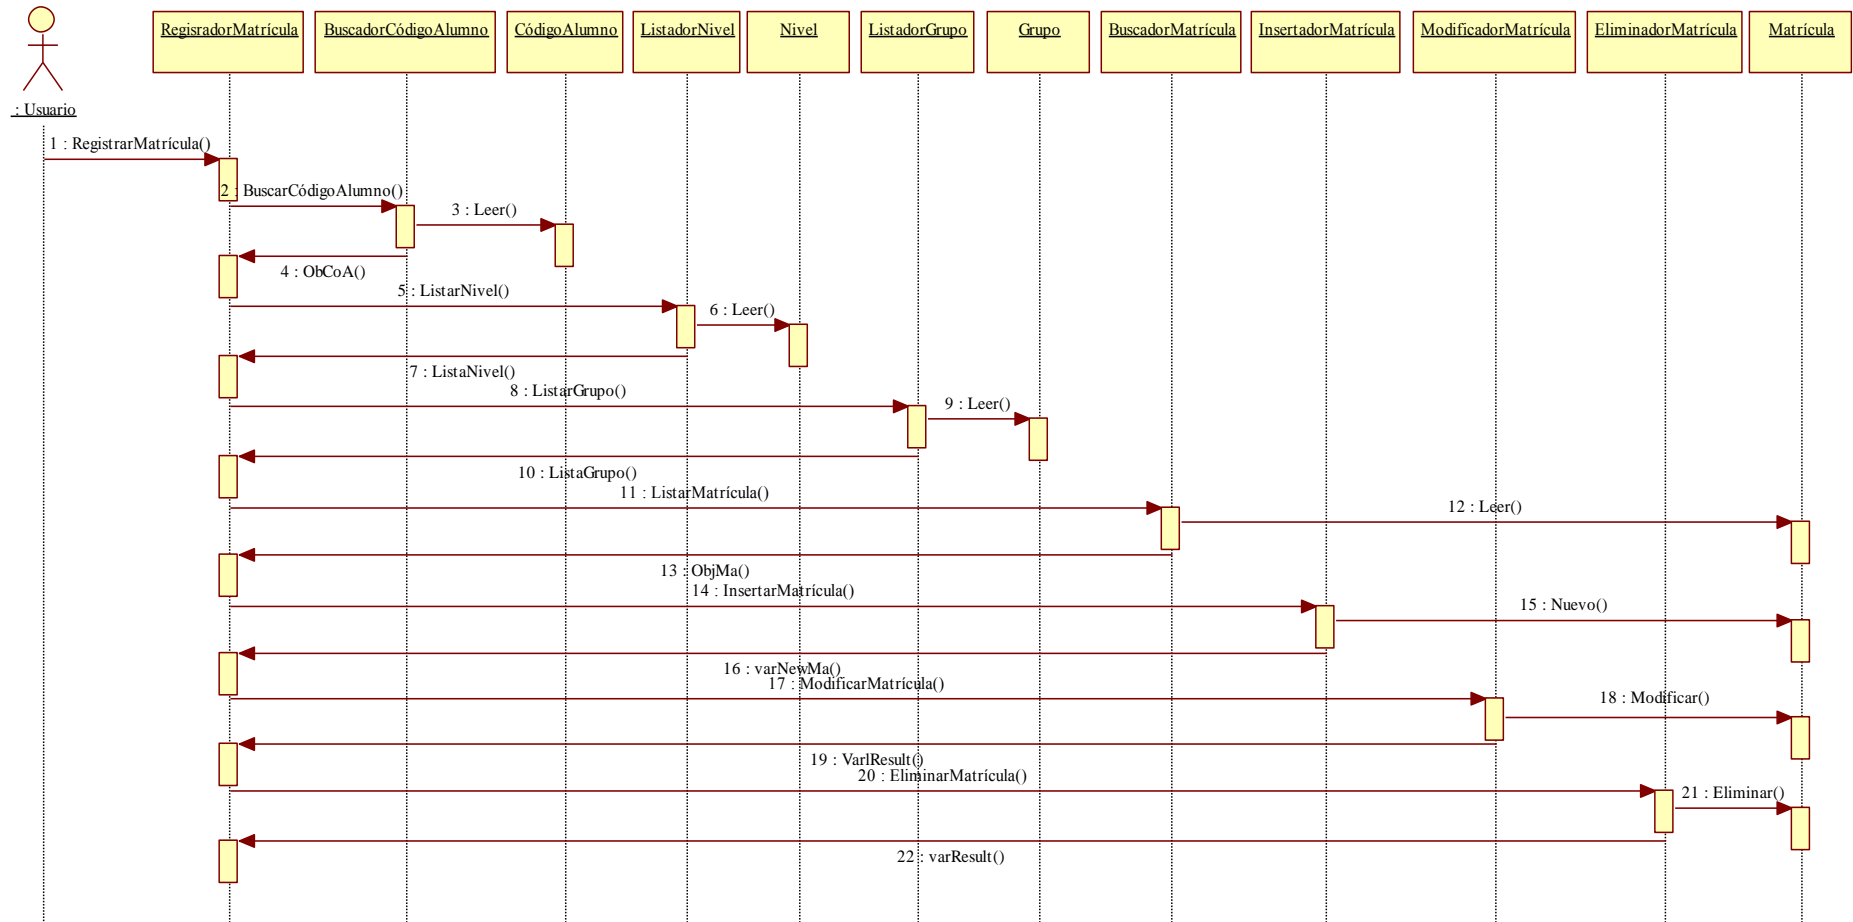 RegisradorMatrícula
BuscadorCódigoAlumno
CódigoAlumno
ListadorNivel
Nivel
ListadorGrupo
Grupo
BuscadorMatrícula
InsertadorMatrícula
ModificadorMatrícula
EliminadorMatrícula
Matrícula
: Usuario
1 : RegistrarMatrícula()
2 : BuscarCódigoAlumno()
3 : Leer()
4 : ObCoA()
5 : ListarNivel()
6 : Leer()
7 : ListaNivel()
8 : ListarGrupo()
9 : Leer()
10 : ListaGrupo()
11 : ListarMatrícula()
12 : Leer()
13 : ObjMa()
14 : InsertarMatrícula()
15 : Nuevo()
16 : varNewMa()
17 : ModificarMatrícula()
18 : Modificar()
19 : VarlResult()
20 : EliminarMatrícula()
21 : Eliminar()
22 : varResult()